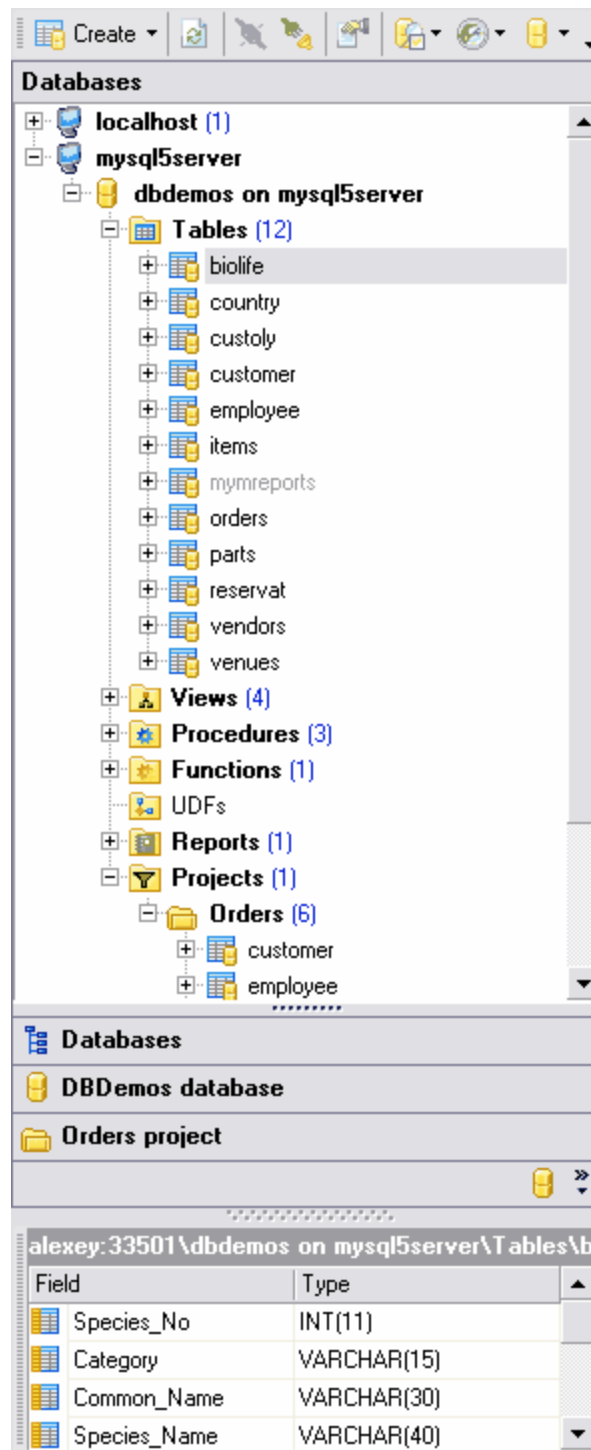 Create
Databases
localhost (1)
mysql5server
dbdemos on mysql5server
Tables (12)
biolife
country
custoly
customer
employee
items
mymreports
orders
parts
reservat
vendors
venues
Views (4)
Procedures (3)
Functions (1)
UDFs
Reports (1)
Projects (1)
Orders (6)
customer
employee
Databases
DBDemos database
Orders project
alexey:33501\dbdemos on mysql5server\Tables\b
Field Type
Species_No INT(11)
Category VARCHAR(15)
Common_Name VARCHAR(30)
Species_Name VARCHAR(40)